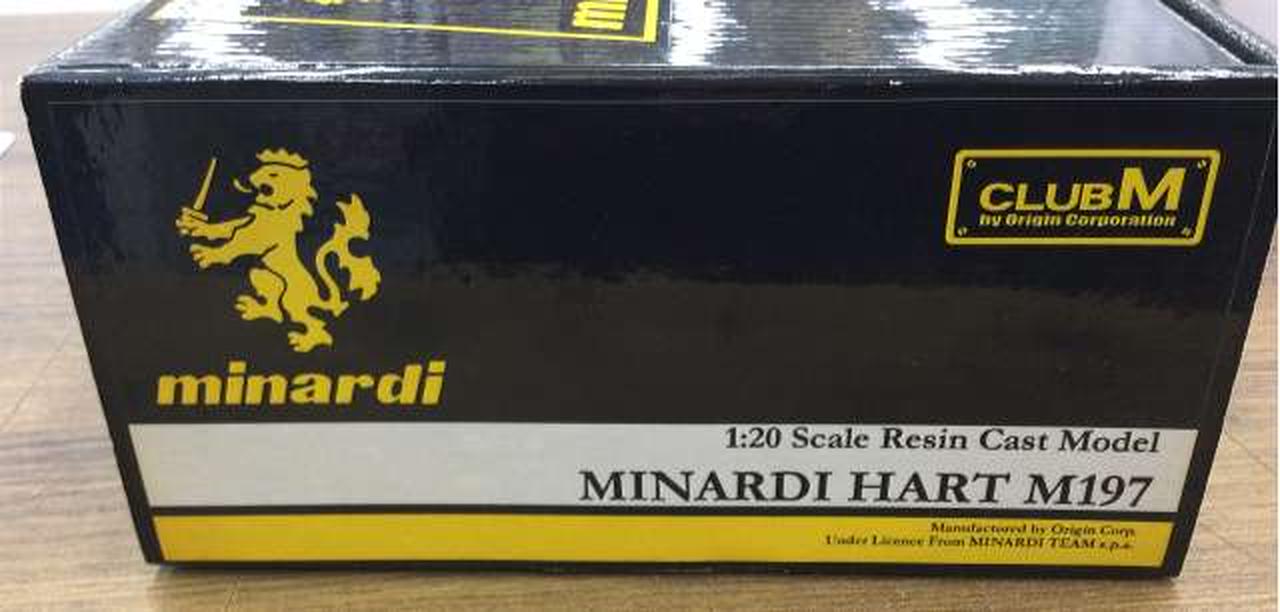 CLUBM
by Origin Corporation
minardi
1:20 Scale Resin Cast Model
MINARDI HART M197
Manufactured by Origin Corp.
Under Licence From MINARDI TEAM s.p.a.